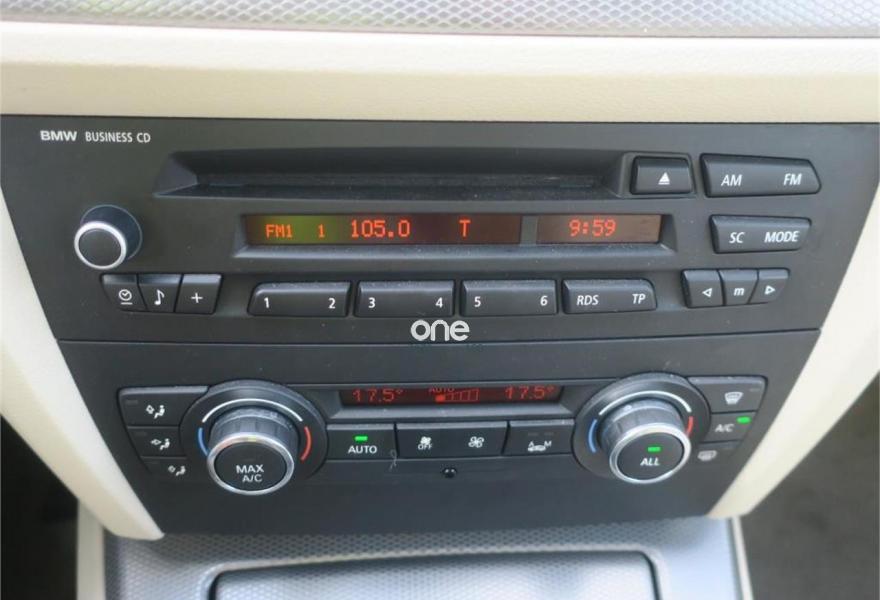 BMW BUSINESS CD
AM FM
FM1 1 105.0 T 9:59
SC MODE
1 2 3 4 5 6 RDS TP m
one
17.5° AUTO 17.5°
AUTO OFF A M A/C
MAX
A/C
ALL